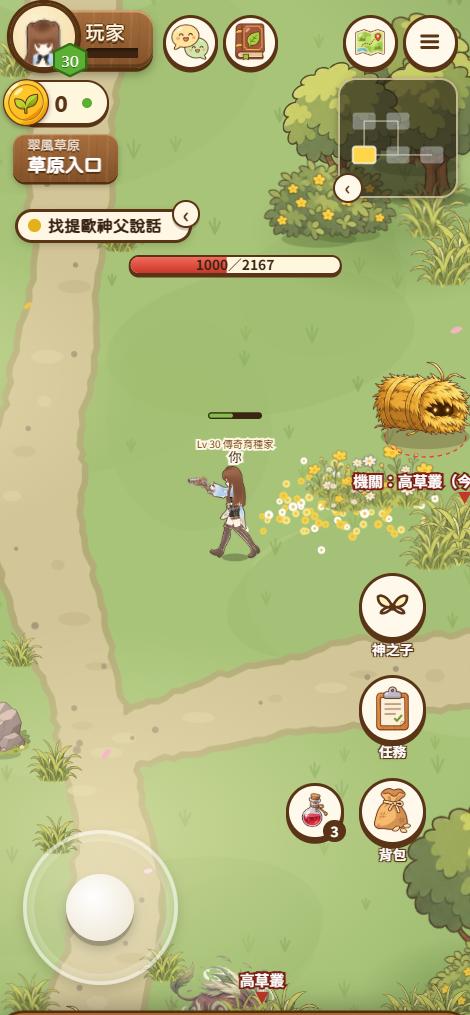 玩家
30
0
翠風草原
草原入口
找提歐神父說話
1000／2167
Lv 30 傳奇育種家
你
機關：高草叢（今
神之子
任務
3
背包
高草叢